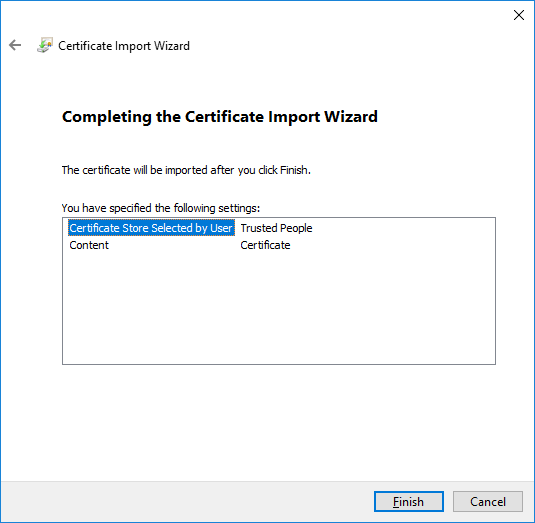 Certificate Import Wizard
Completing the Certificate Import Wizard
The certificate will be imported after you click Finish.
You have specified the following settings:
Certificate Store Selected by User Trusted People
Content Certificate
Finish Cancel